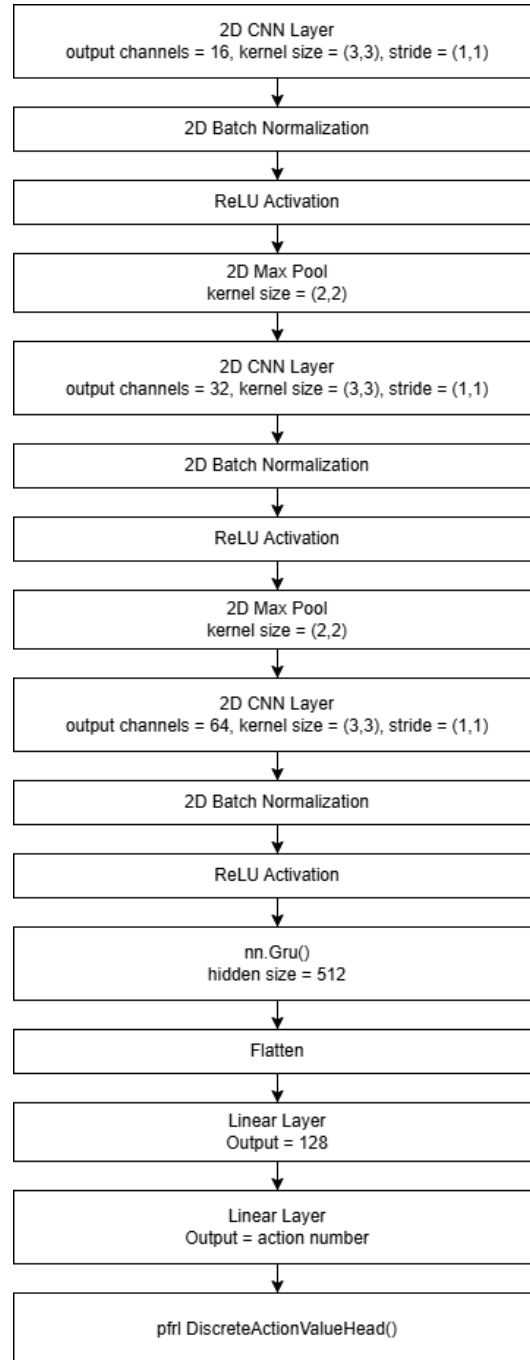 2D CNN Layer
output channels = 16, kernel size = (3,3), stride = (1,1)
2D Batch Normalization
ReLU Activation
2D Max Pool
kernel size = (2,2)
2D CNN Layer
output channels = 32, kernel size = (3,3), stride = (1,1)
2D Batch Normalization
ReLU Activation
2D Max Pool
kernel size = (2,2)
2D CNN Layer
output channels = 64, kernel size = (3,3), stride = (1,1)
2D Batch Normalization
ReLU Activation
nn.Gru()
hidden size = 512
Flatten
Linear Layer
Output = 128
Linear Layer
Output = action number
pfrl DiscreteActionValueHead()